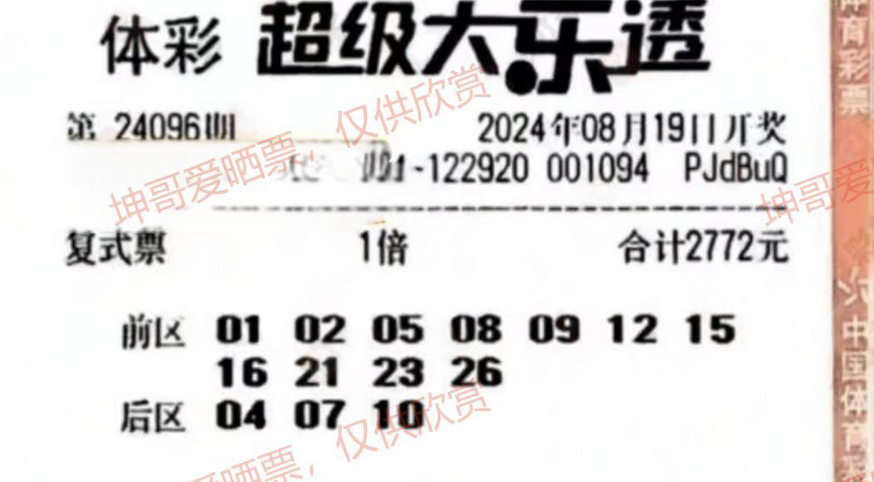 体彩 超级大乐透
第 24096期 2024年08月19日开奖
-122920 001094 PJdBuQ
复式票 1倍 合计2772元
前区 01 02 05 08 09 12 15
16 21 23 26
后区 04 07 10
坤哥爱晒票，仅供欣赏
坤哥爱
坤哥爱晒票，仅供欣赏
体育彩票
中国体育彩